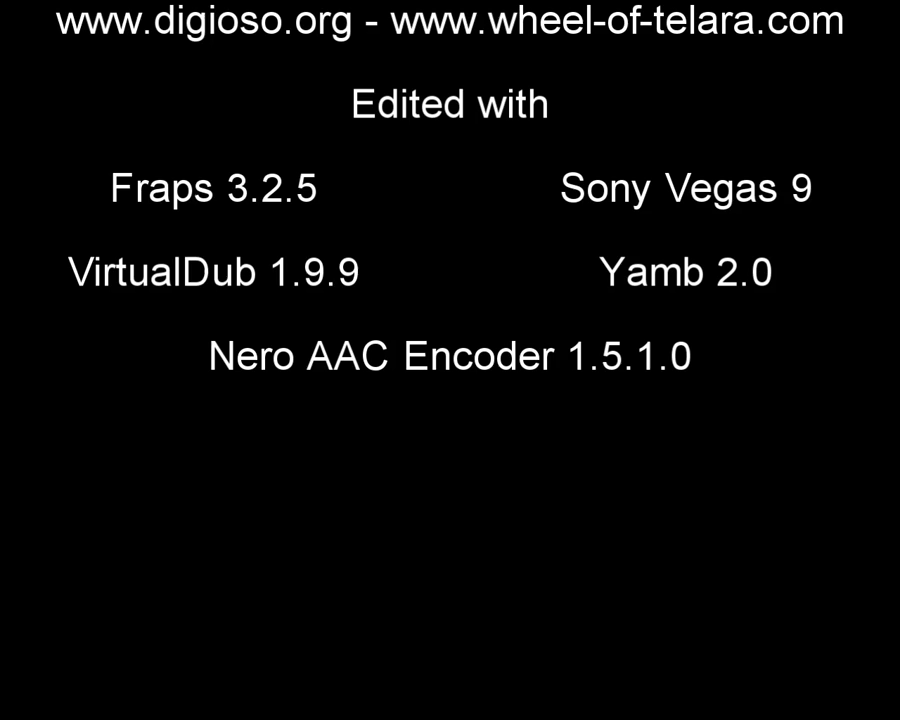 www.digioso.org - www.wheel-of-telara.com
Edited with
Fraps 3.2.5 Sony Vegas 9
VirtualDub 1.9.9 Yamb 2.0
Nero AAC Encoder 1.5.1.0